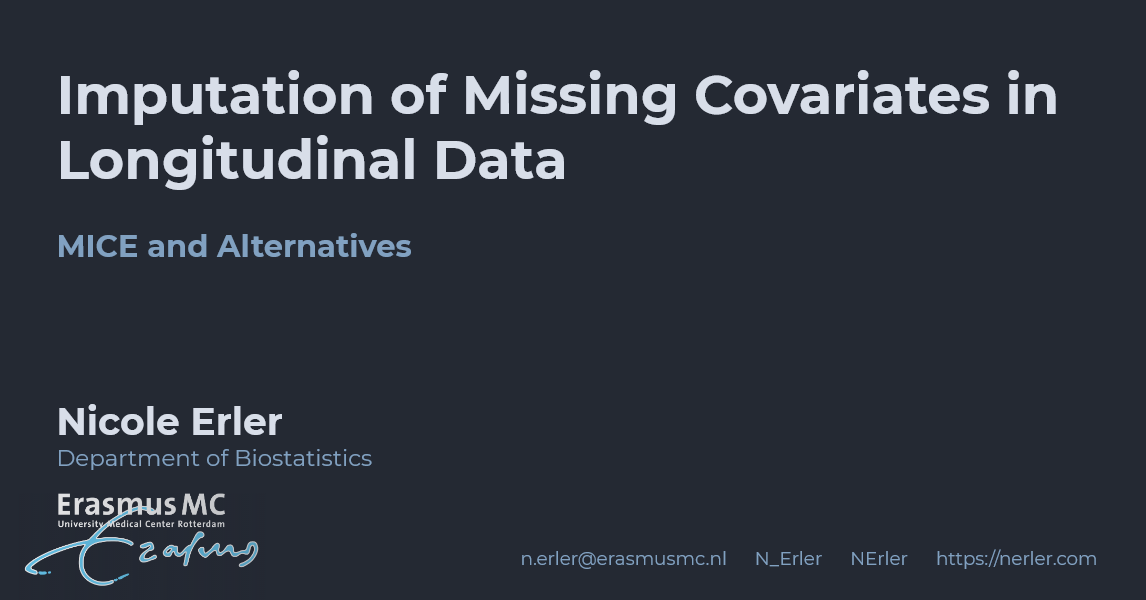 Imputation of Missing Covariates in
Longitudinal Data
MICE and Alternatives
Nicole Erler
Department of Biostatistics
Erasmus MC
University Medical Center Rotterdam
Erasmus
n.erler@erasmusmc.nl N_Erler NErler https://nerler.com